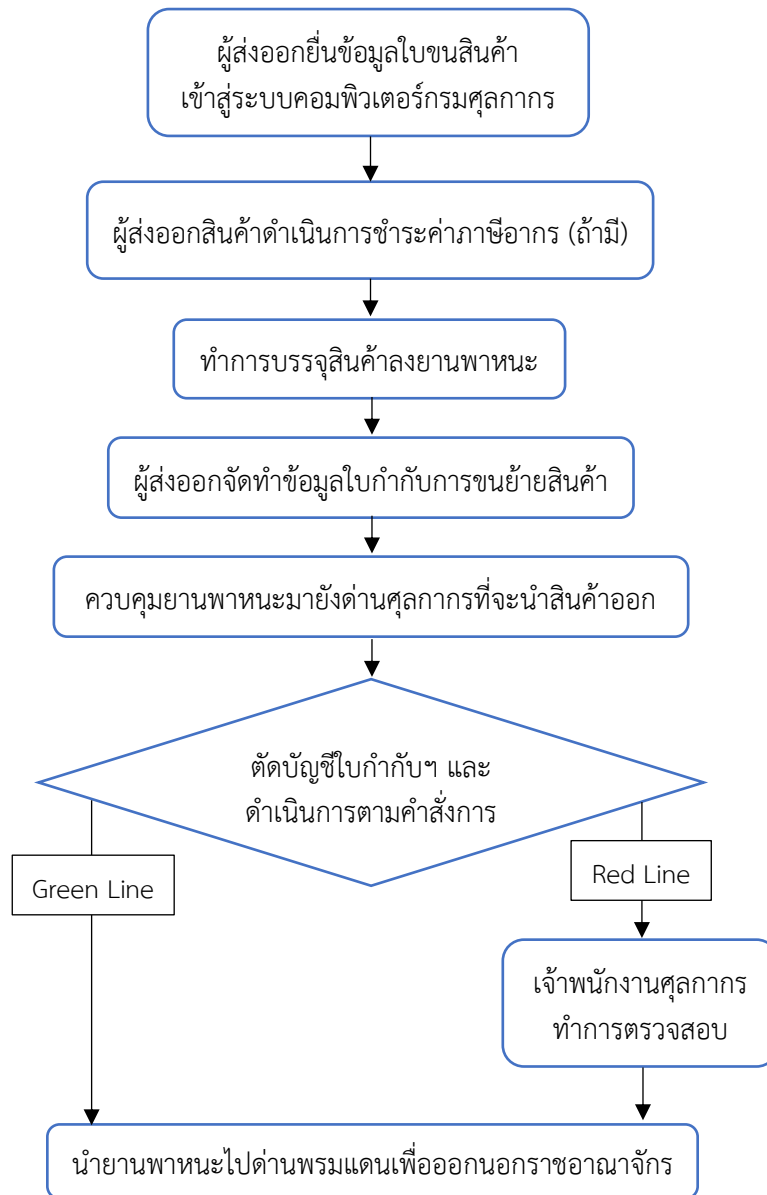 ผู้ส่งออกยื่นข้อมูลใบขนสินค้า
เข้าสู่ระบบคอมพิวเตอร์กรมศุลกากร
ผู้ส่งออกสินค้าดำเนินการชำระค่าภาษีอากร (ถ้ามี)
ทำการบรรจุสินค้าลงยานพาหนะ
ผู้ส่งออกจัดทำข้อมูลใบกำกับการขนย้ายสินค้า
ควบคุมยานพาหนะมายังด่านศุลกากรที่จะนำสินค้าออก
ตัดบัญชีใบกำกับฯ และ
ดำเนินการตามคำสั่งการ
Green Line
Red Line
เจ้าพนักงานศุลกากร
ทำการตรวจสอบ
นำยานพาหนะไปด่านพรมแดนเพื่อออกนอกราชอาณาจักร